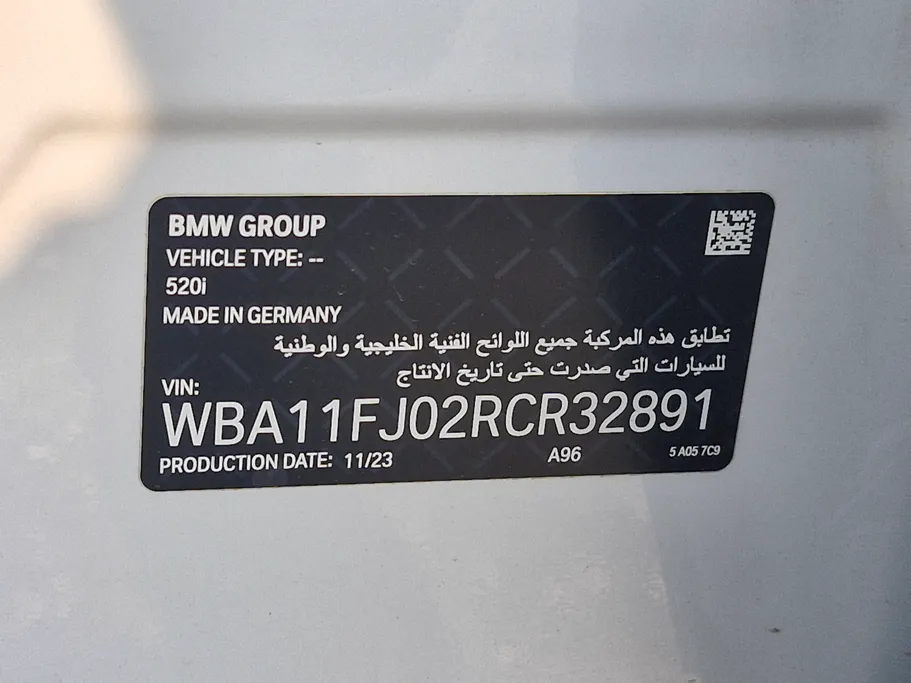 BMW GROUP
VEHICLE TYPE: --
520i
MADE IN GERMANY
تطابق هذه المركبة جميع اللوائح الفنية الخليجية والوطنية
للسيارات التي صدرت حتى تاريخ الانتاج
VIN:
WBA11FJ02RCR32891
PRODUCTION DATE: 11/23 A96 5 A05 7C9